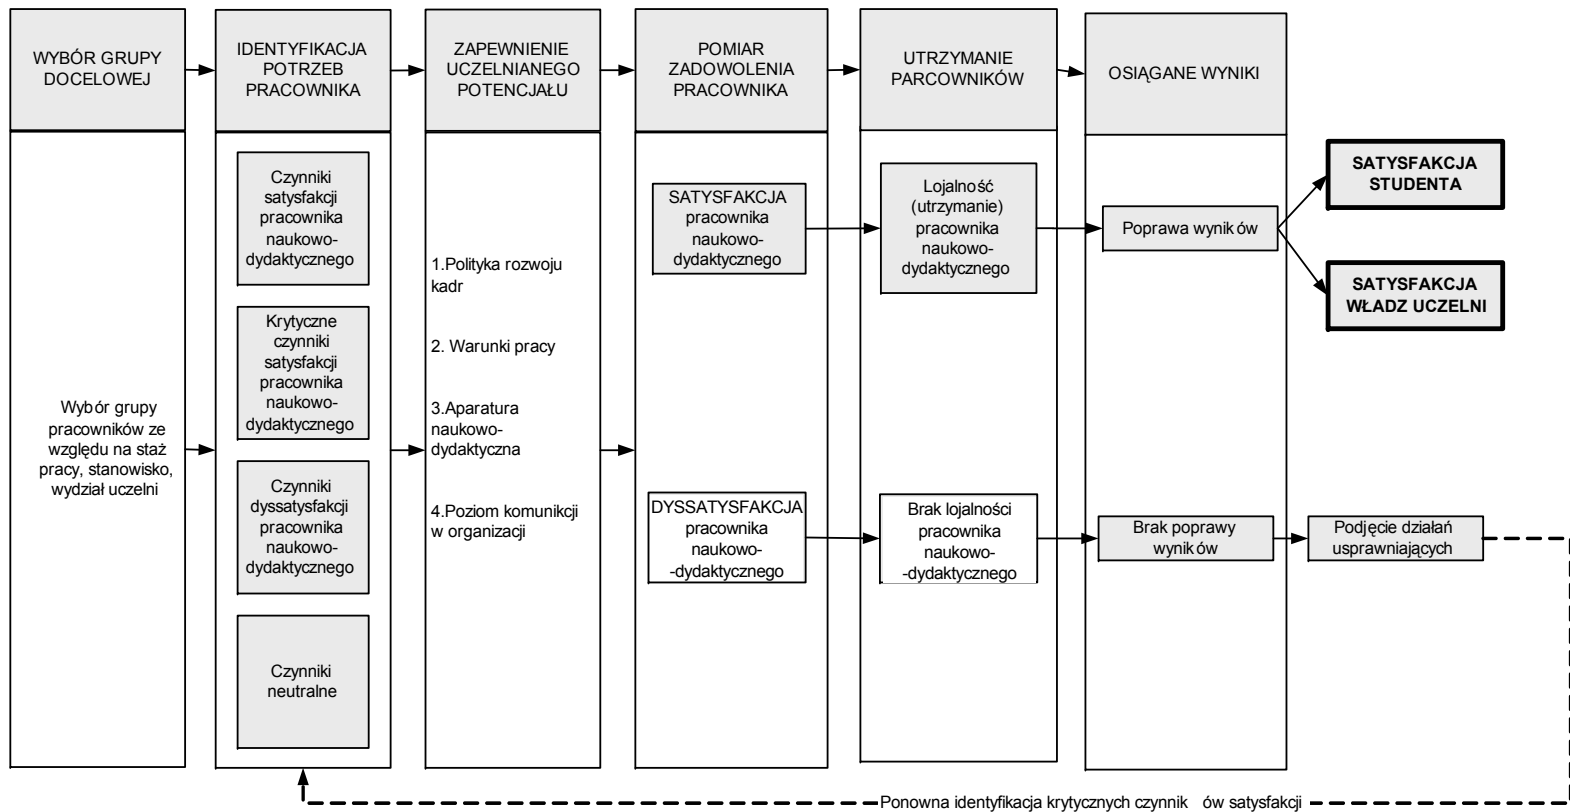 WYBÓR GRUPY
DOCELOWEJ
IDENTYFIKACJA
POTRZEB
PRACOWNIKA
ZAPEWNIENIE
UCZELNIANEGO
POTENCJAŁU
POMIAR
ZADOWOLENIA
PRACOWNIKA
UTRZYMANIE
PARCOWNIKÓW
OSIĄGANE WYNIKI
Wybór grupy
pracowników ze
względu na staż
pracy, stanowisko,
wydział uczelni
Czynniki
satysfakcji
pracownika
naukowo-
dydaktycznego
Krytyczne
czynniki
satysfakcji
pracownika
naukowo-
dydaktycznego
Czynniki
dyssatysfakcji
pracownika
naukowo-
dydaktycznego
Czynniki
neutralne
1.Polityka rozwoju
kadr
2. Warunki pracy
3.Aparatura
naukowo-
dydaktyczna
4.Poziom komunikcji
w organizacji
SATYSFAKCJA
pracownika
naukowo-
dydaktycznego
DYSSATYSFAKCJA
pracownika
naukowo-
-dydaktycznego
Lojalność
(utrzymanie)
pracownika
naukowo-
dydaktycznego
Brak lojalności
pracownika
naukowo-
-dydaktycznego
Poprawa wyników
Brak poprawy
wyników
SATYSFAKCJA
STUDENTA
SATYSFAKCJA
WŁADZ UCZELNI
Podjęcie działań
usprawniających
Ponowna identyfikacja krytycznych czynnik ów satysfakcji